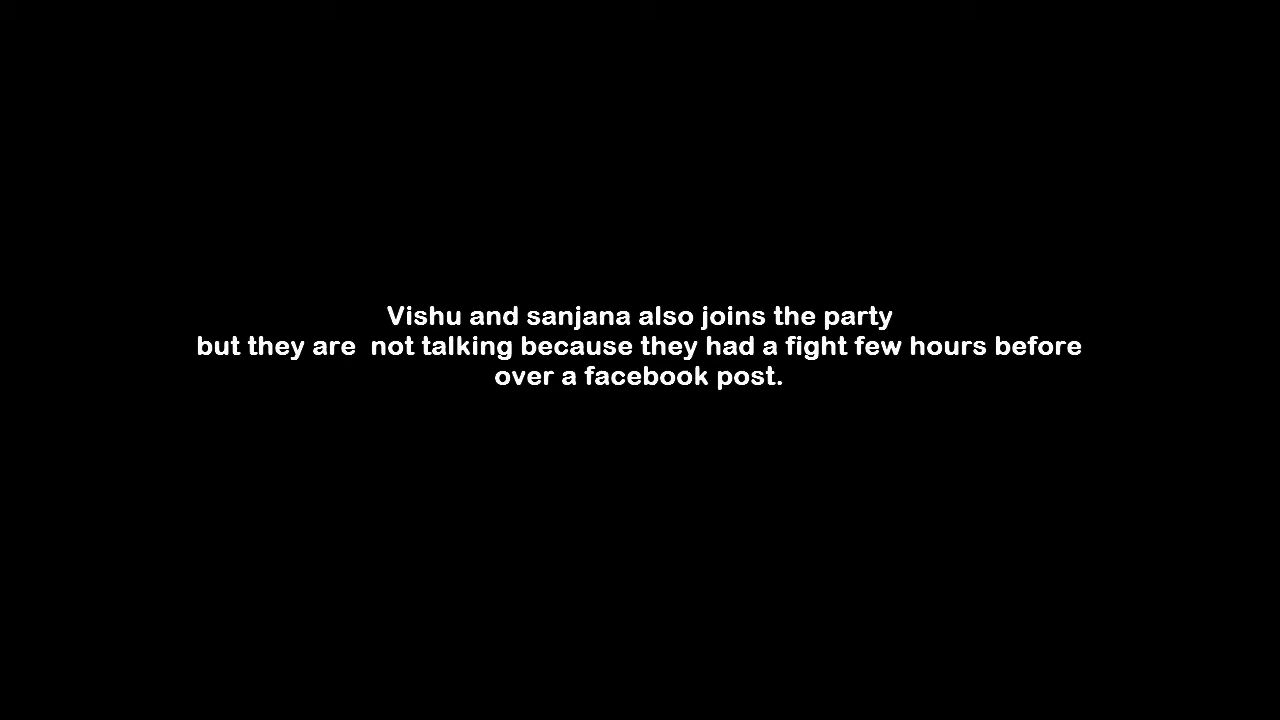 Vishu and sanjana also joins the party
but they are  not talking because they had a fight few hours before
over a facebook post.